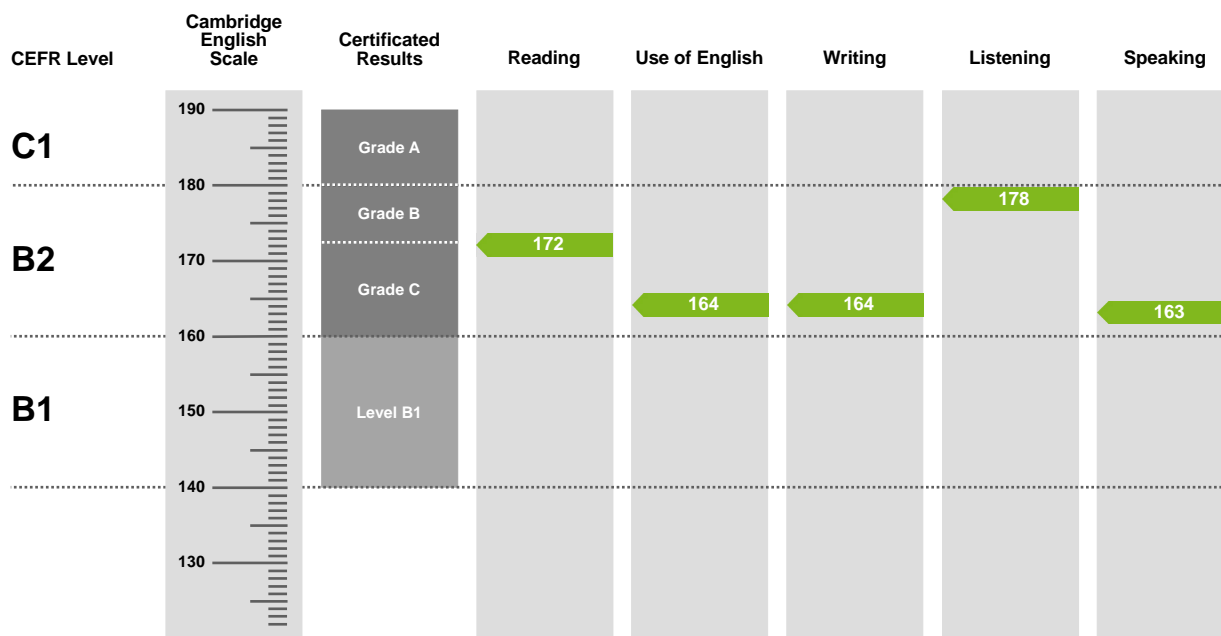 CEFR Level
Cambridge
English
Scale
Certificated
Results
Reading
Use of English
Writing
Listening
Speaking
190
C1
Grade A
180
178
Grade B
172
B2
170
Grade C
164
164
163
160
B1
150
Level B1
140
130